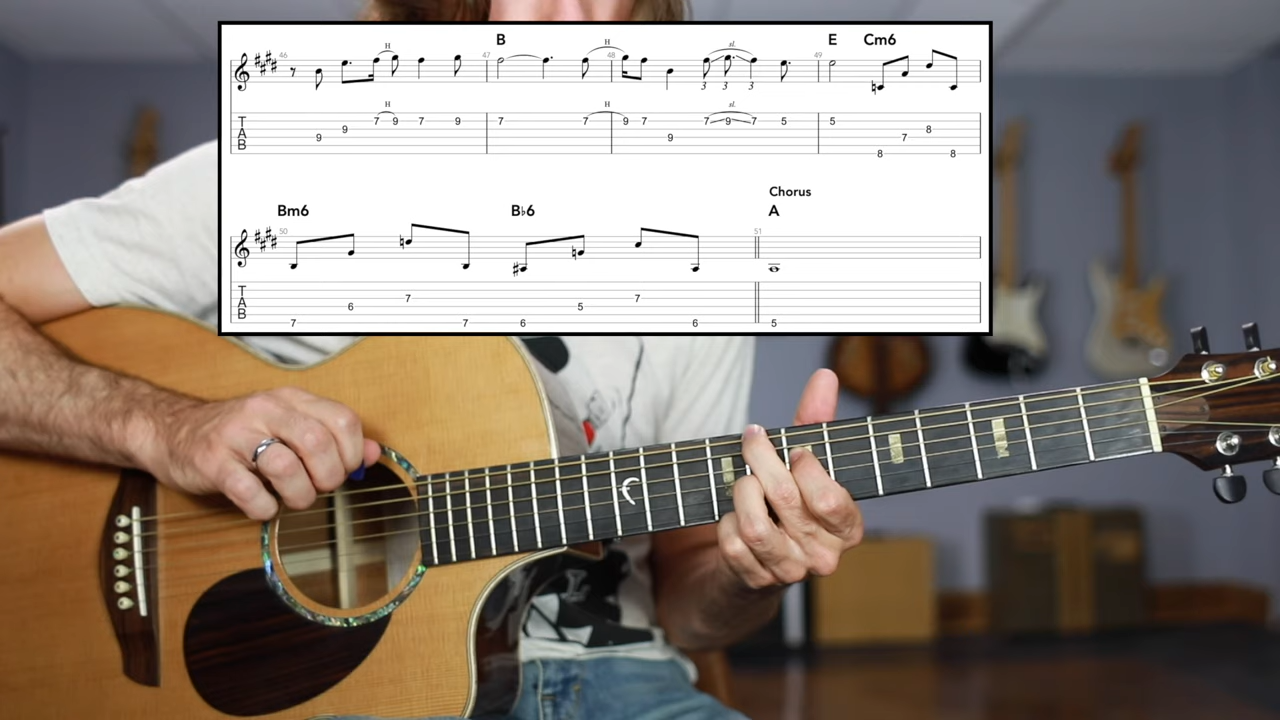 B E Cm6
46 H 47 H 48 sl. 49
3 3 3
H H sl.
T A B 9 9 7 9 7 9 7 7 9 7 9 7 9 7 5 5 8 7 8 8
Chorus
Bm6 B♭6 A
50 51
T A B 7 6 7 7 6 5 7 6 5